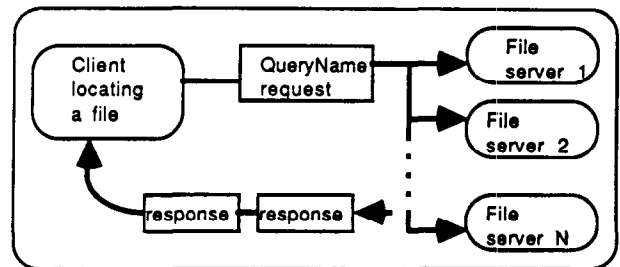 Client
locating
a file
QueryName
request
File
server 1
File
server 2
response
response
File
server N